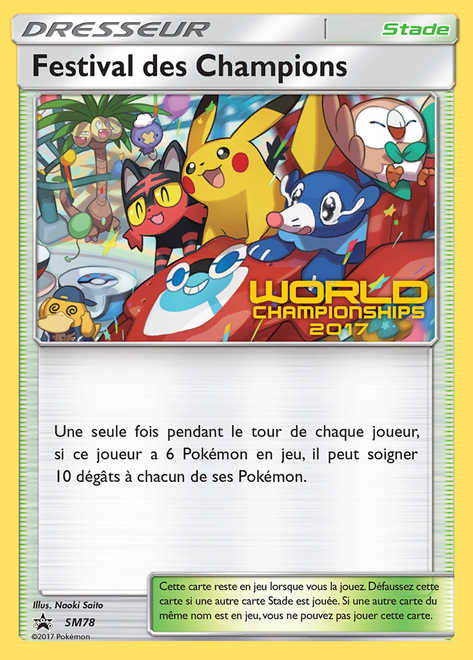 DRESSEUR
Stade
Festival des Champions
WORLD
CHAMPIONSHIPS
2017
Une seule fois pendant le tour de chaque joueur,
si ce joueur a 6 Pokémon en jeu, il peut soigner
10 dégâts à chacun de ses Pokémon.
Cette carte reste en jeu lorsque vous la jouez. Défaussez cette
carte si une autre carte Stade est jouée. Si une autre carte du
même nom est en jeu, vous ne pouvez pas jouer cette carte.
Illus. Naoki Saito
SM78
©2017 Pokémon